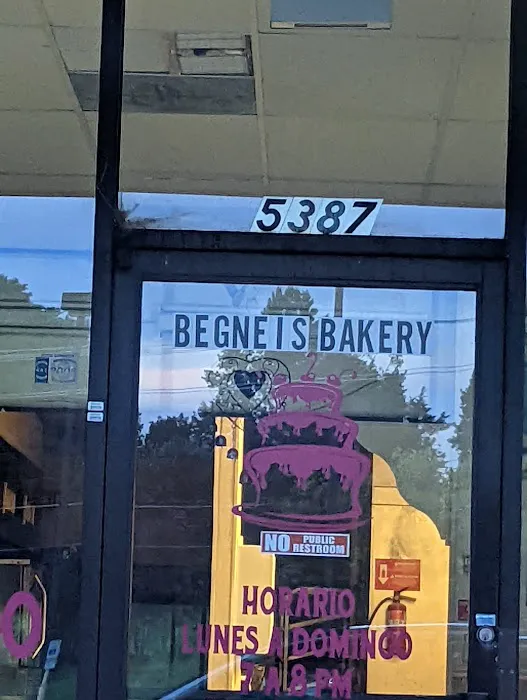 5387
BEGNEIS BAKERY
NO PUBLIC
RESTROOM
HORARIO
LUNES A DOMINGO
7 A 8 PM